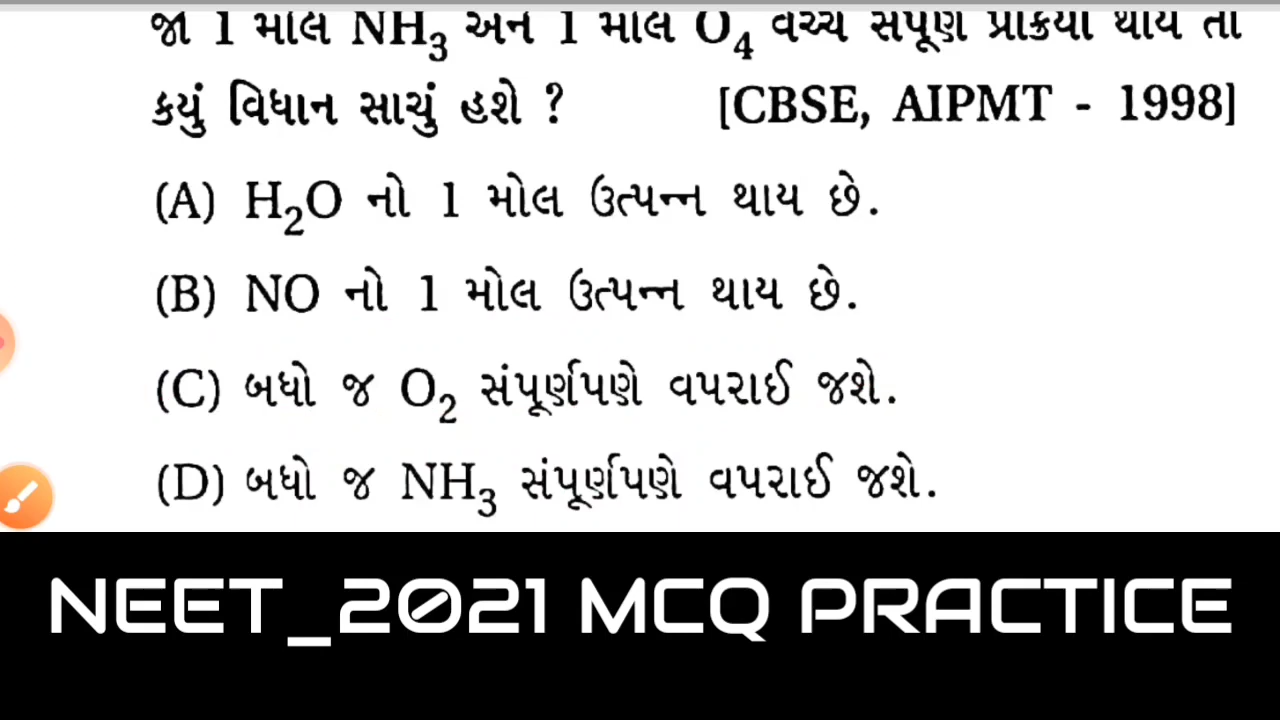 જો 1 મોલ NH₃ અને 1 મોલ O₄ વચ્ચે સંપૂર્ણ પ્રક્રિયા થાય તો
કયું વિધાન સાચું હશે ? [CBSE, AIPMT - 1998]
(A) H₂O નો 1 મોલ ઉત્પન્ન થાય છે.
(B) NO નો 1 મોલ ઉત્પન્ન થાય છે.
(C) બધો જ O₂ સંપૂર્ણપણે વપરાઈ જશે.
(D) બધો જ NH₃ સંપૂર્ણપણે વપરાઈ જશે.
NEET_2021 MCQ PRACTICE